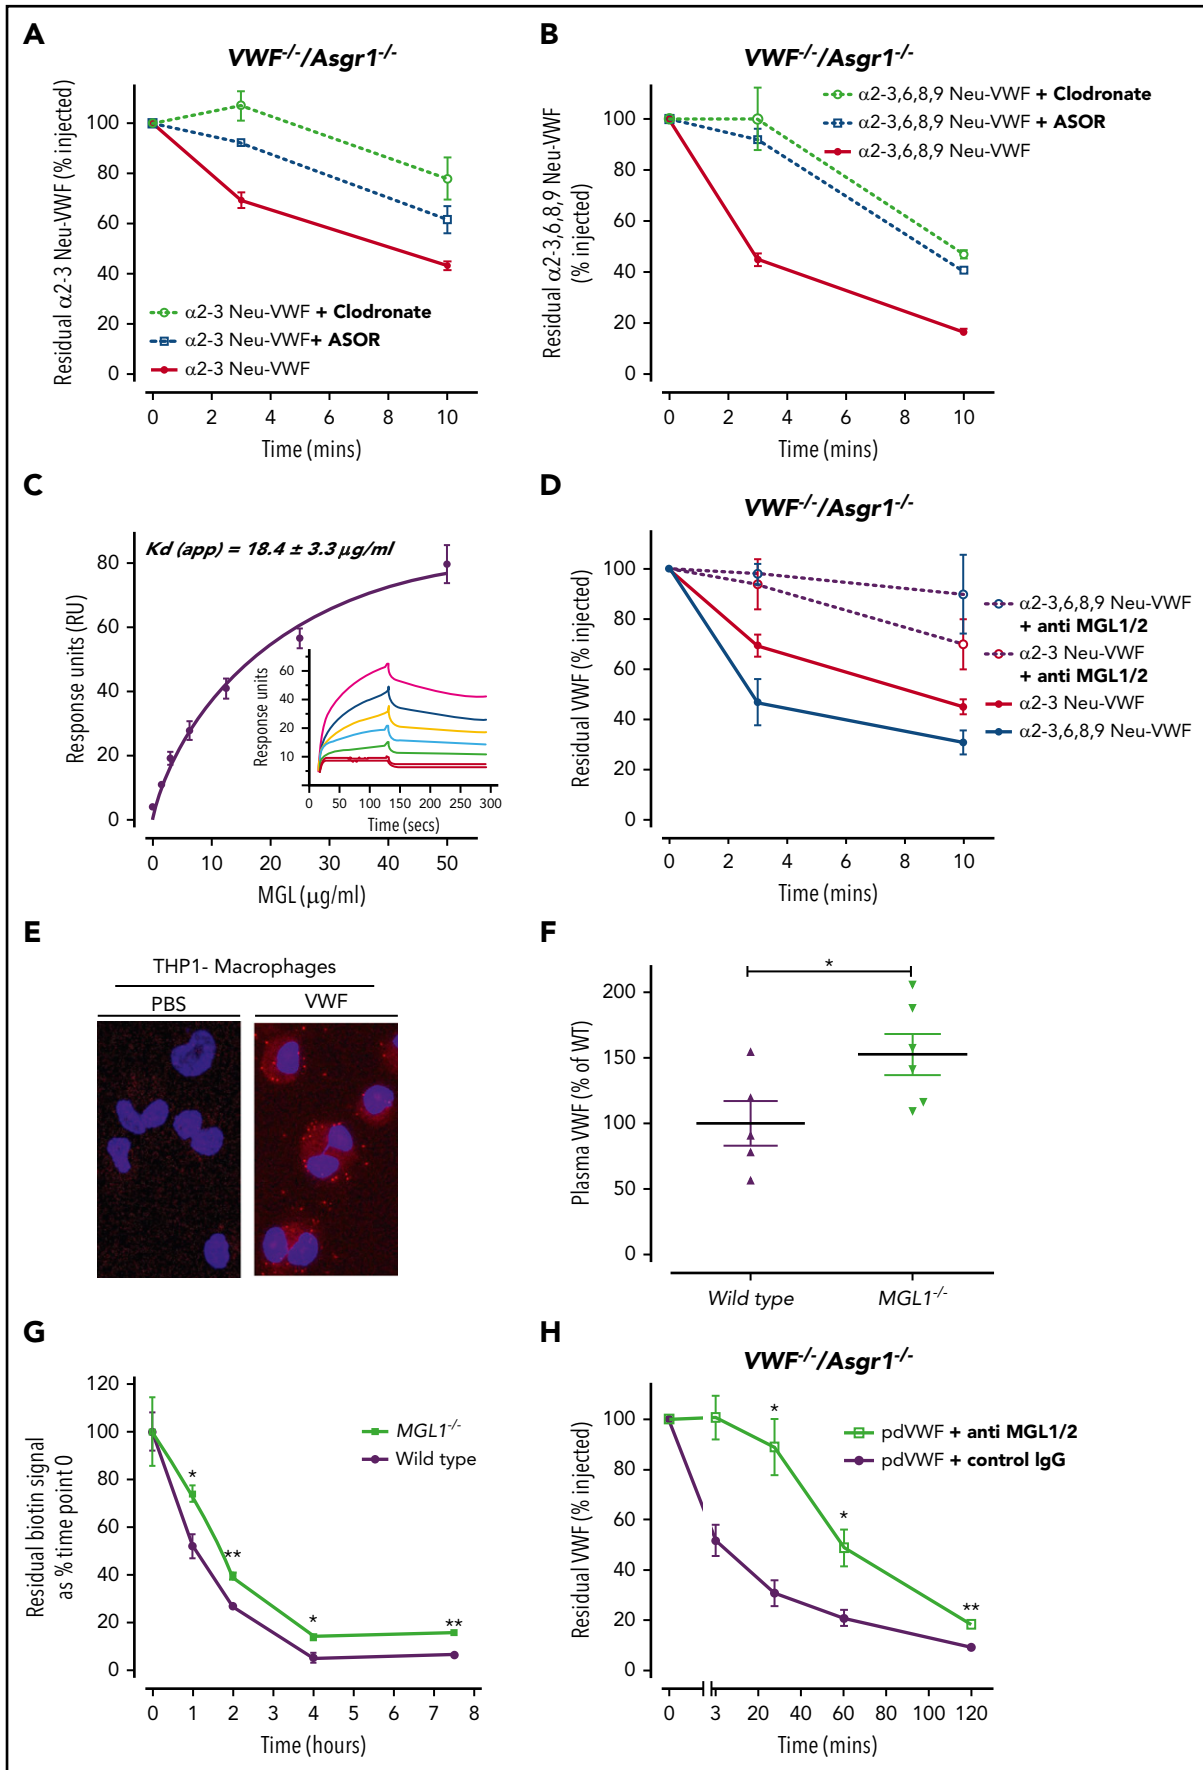 A
VWF-/-/Asgr1-/-
Residual α2-3 Neu-VWF (% injected)
100
80
60
40
20
0
α2-3 Neu-VWF + Clodronate
α2-3 Neu-VWF+ ASOR
α2-3 Neu-VWF
0 2 4 6 8 10
Time (mins)
B
VWF-/-/Asgr1-/-
Residual α2-3,6,8,9 Neu-VWF
(% injected)
100
80
60
40
20
0
α2-3,6,8,9 Neu-VWF + Clodronate
α2-3,6,8,9 Neu-VWF + ASOR
α2-3,6,8,9 Neu-VWF
0 2 4 6 8 10
Time (mins)
C
Kd (app) = 18.4 ± 3.3 μg/ml
Response units (RU)
80
60
40
20
0
Response units
60
40
20
10
0 50 100 150 200 250 300
Time (secs)
0 10 20 30 40 50
MGL (μg/ml)
D
VWF-/-/Asgr1-/-
Residual VWF (% injected)
100
80
60
40
20
0
α2-3,6,8,9 Neu-VWF
+ anti MGL1/2
α2-3 Neu-VWF
+ anti MGL1/2
α2-3 Neu-VWF
α2-3,6,8,9 Neu-VWF
0 2 4 6 8 10
Time (mins)
E
THP1- Macrophages
PBS VWF
F
Plasma VWF (% of WT)
200
150
100
50
0
*
Wild type MGL1-/-
G
Residual biotin signal
as % time point 0
120
100
80
60
40
20
0
MGL1-/-
Wild type
*
**
*
**
0 1 2 3 4 5 6 7 8
Time (hours)
H
VWF-/-/Asgr1-/-
Residual VWF (% injected)
100
80
60
40
20
0
pdVWF + anti MGL1/2
pdVWF + control IgG
*
*
**
0 3 20 40 60 80 100 120
Time (mins)